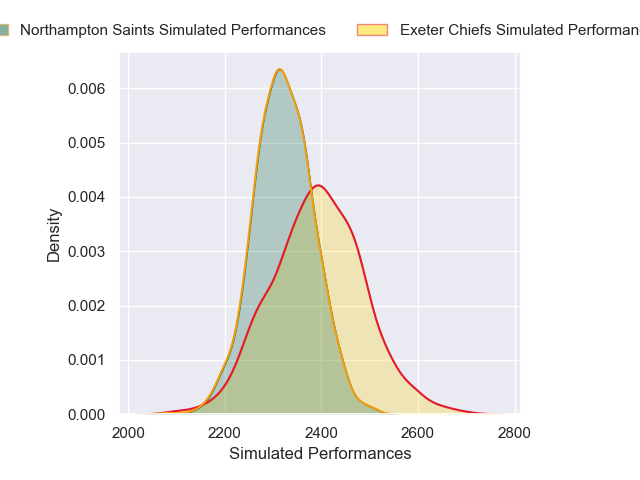 Northampton Saints Simulated Performances
Exeter Chiefs Simulated
0.006
0.005
0.004
0.003
0.002
0.001
0.000
Density
2000 2200 2400 2600 2800
Simulated Performances